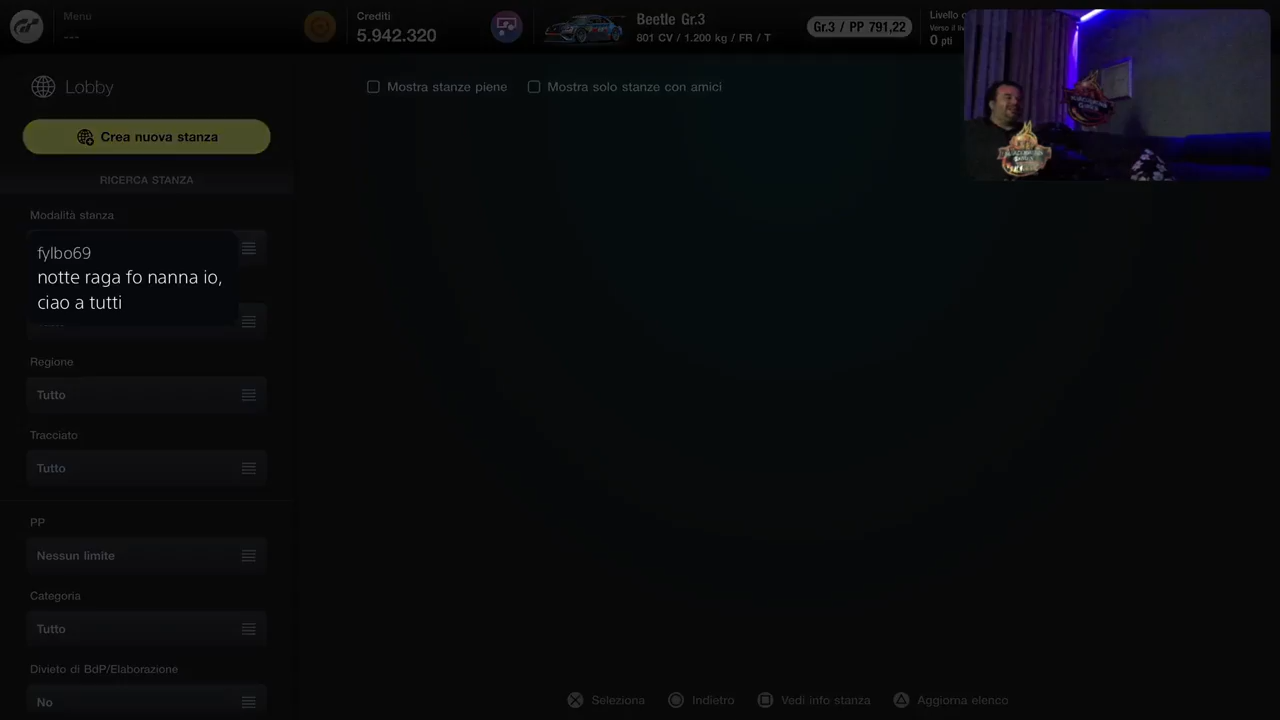 Menu
---
Crediti
5.942.320
Beetle Gr.3
801 CV / 1.200 kg / FR / T
Gr.3 / PP 791,22
Livello
Verso il
0 pti
Lobby
Mostra stanze piene
Mostra solo stanze con amici
Crea nuova stanza
RICERCA STANZA
Modalità stanza
fylbo69
notte raga fo nanna io,
ciao a tutti
Regione
Tutto
Tracciato
Tutto
PP
Nessun limite
Categoria
Tutto
Divieto di BdP/Elaborazione
No
Seleziona
Indietro
Vedi info stanza
Aggiorna elenco